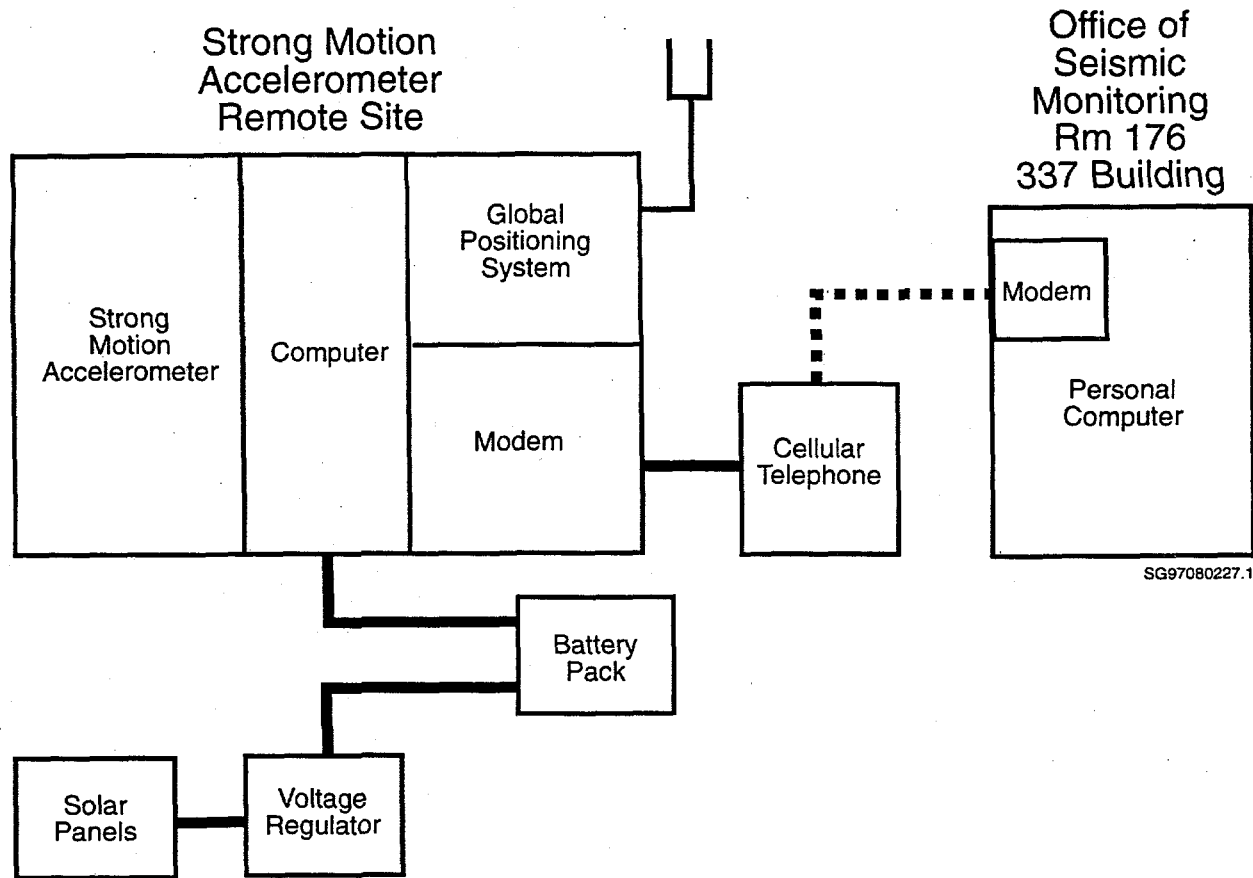 Strong Motion
Accelerometer
Remote Site
Office of
Seismic
Monitoring
Rm 176
337 Building
Strong
Motion
Accelerometer
Computer
Global
Positioning
System
Modem
Cellular
Telephone
Modem
Personal
Computer
SG97080227.1
Battery
Pack
Solar
Panels
Voltage
Regulator